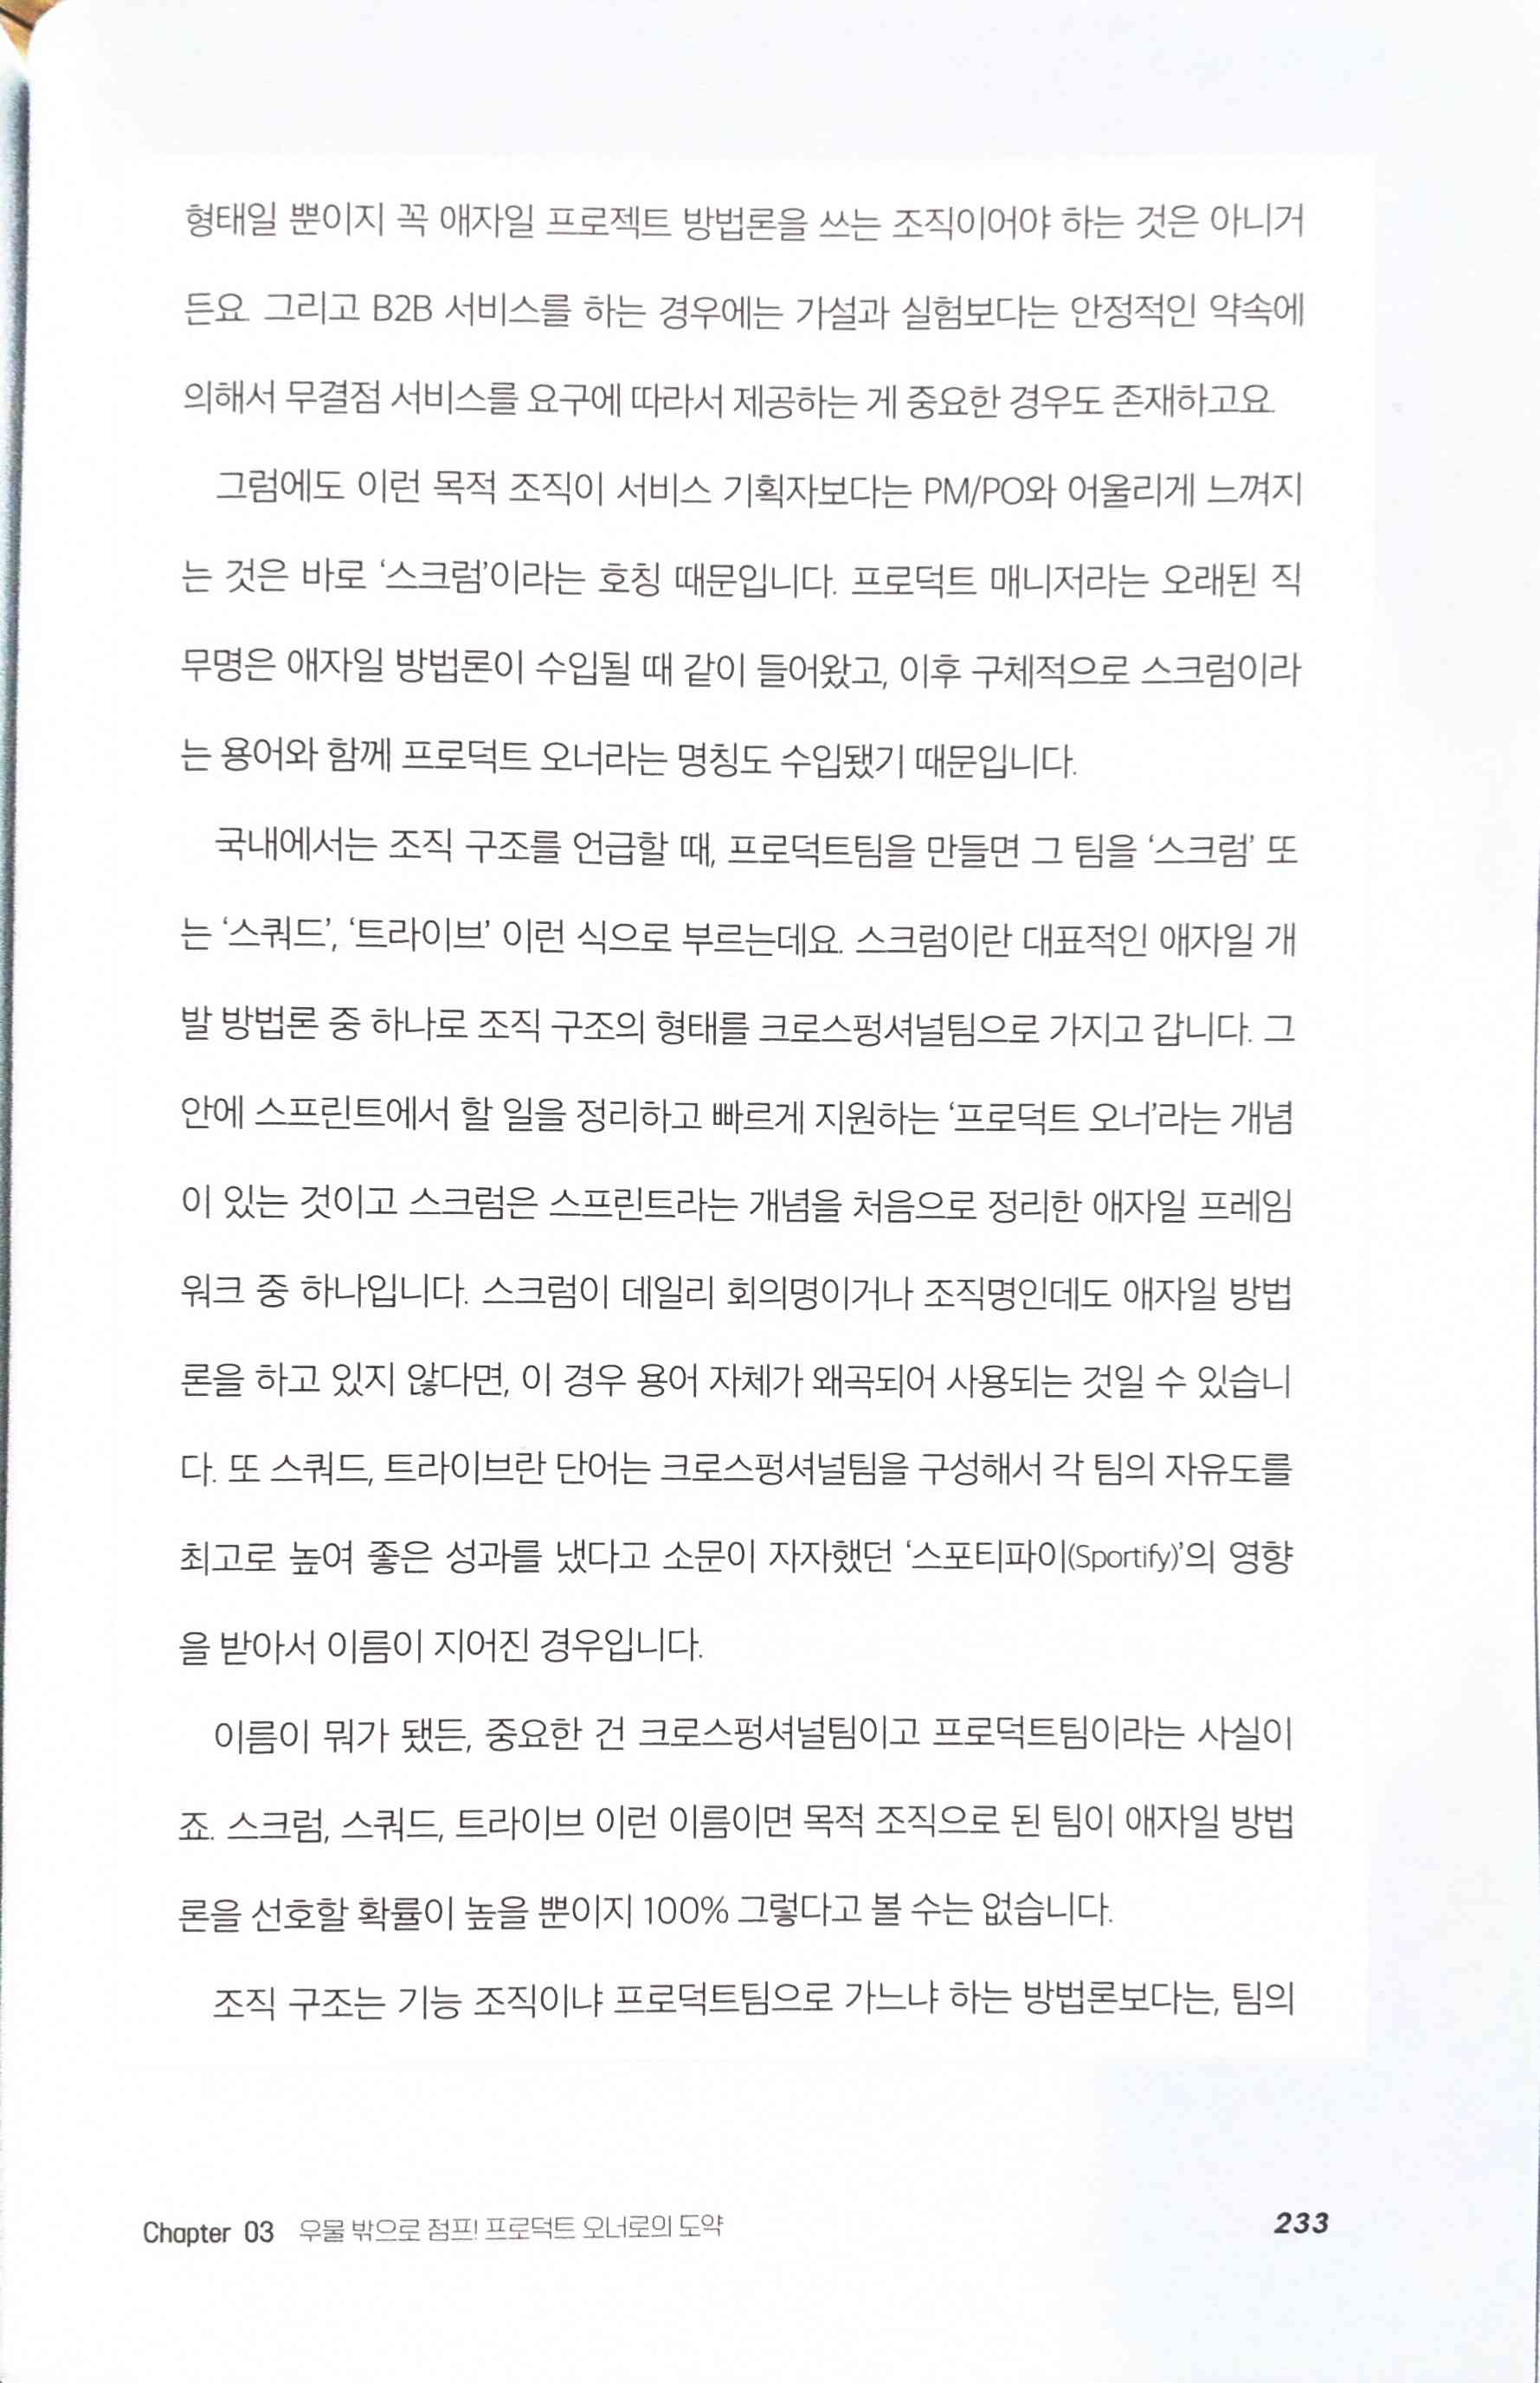 형태일 뿐이지 꼭 애자일 프로젝트 방법론을 쓰는 조직이어야 하는 것은 아니거
든요. 그리고 B2B 서비스를 하는 경우에는 가설과 실험보다는 안정적인 약속에
의해서 무결점 서비스를 요구에 따라서 제공하는 게 중요한 경우도 존재하고요.
그럼에도 이런 목적 조직이 서비스 기획자보다는 PM/PO와 어울리게 느껴지
는 것은 바로 ‘스크럼’이라는 호칭 때문입니다. 프로덕트 매니저라는 오래된 직
무명은 애자일 방법론이 수입될 때 같이 들어왔고, 이후 구체적으로 스크럼이라
는 용어와 함께 프로덕트 오너라는 명칭도 수입됐기 때문입니다.
국내에서는 조직 구조를 언급할 때, 프로덕트팀을 만들면 그 팀을 ‘스크럼’ 또
는 ‘스쿼드’, ‘트라이브’ 이런 식으로 부르는데요. 스크럼이란 대표적인 애자일 개
발 방법론 중 하나로 조직 구조의 형태를 크로스펑셔널팀으로 가지고 갑니다. 그
안에 스프린트에서 할 일을 정리하고 빠르게 지원하는 ‘프로덕트 오너’라는 개념
이 있는 것이고 스크럼은 스프린트라는 개념을 처음으로 정리한 애자일 프레임
워크 중 하나입니다. 스크럼이 데일리 회의명이거나 조직명인데도 애자일 방법
론을 하고 있지 않다면, 이 경우 용어 자체가 왜곡되어 사용되는 것일 수 있습니
다. 또 스쿼드, 트라이브란 단어는 크로스펑셔널팀을 구성해서 각 팀의 자유도를
최고로 높여 좋은 성과를 냈다고 소문이 자자했던 ‘스포티파이(Sportify)’의 영향
을 받아서 이름이 지어진 경우입니다.
이름이 뭐가 됐든, 중요한 건 크로스펑셔널팀이고 프로덕트팀이라는 사실이
죠. 스크럼, 스쿼드, 트라이브 이런 이름이면 목적 조직으로 된 팀이 애자일 방법
론을 선호할 확률이 높을 뿐이지 100% 그렇다고 볼 수는 없습니다.
조직 구조는 기능 조직이냐 프로덕트팀으로 가느냐 하는 방법론보다는, 팀의
Chapter 03 우물 밖으로 점프! 프로덕트 오너로의 도약
233